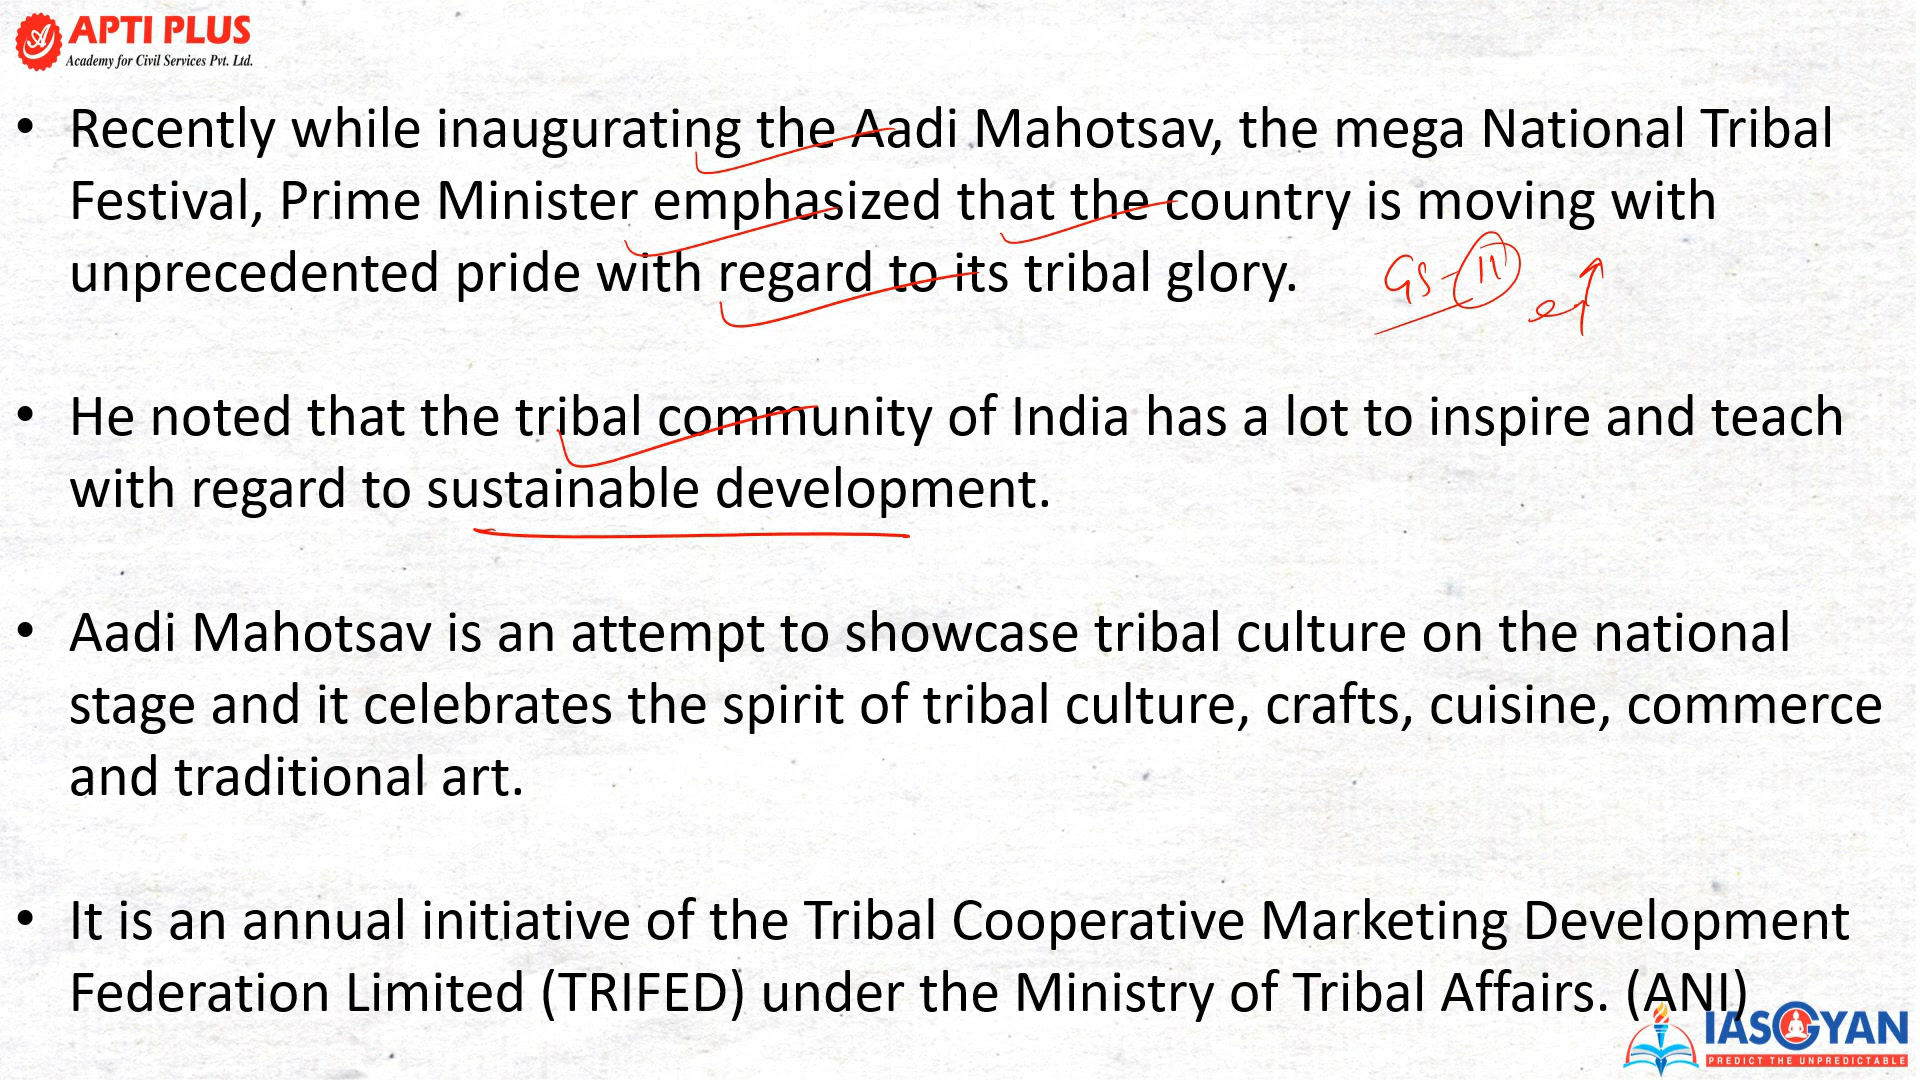 APTI PLUS
Academy for Civil Services Pvt. Ltd.
• Recently while inaugurating the Aadi Mahotsav, the mega National Tribal
Festival, Prime Minister emphasized that the country is moving with
unprecedented pride with regard to its tribal glory.
GS-II
• He noted that the tribal community of India has a lot to inspire and teach
with regard to sustainable development.
• Aadi Mahotsav is an attempt to showcase tribal culture on the national
stage and it celebrates the spirit of tribal culture, crafts, cuisine, commerce
and traditional art.
• It is an annual initiative of the Tribal Cooperative Marketing Development
Federation Limited (TRIFED) under the Ministry of Tribal Affairs. (ANI)
IASGYAN
PREDICT THE UNPREDICTABLE